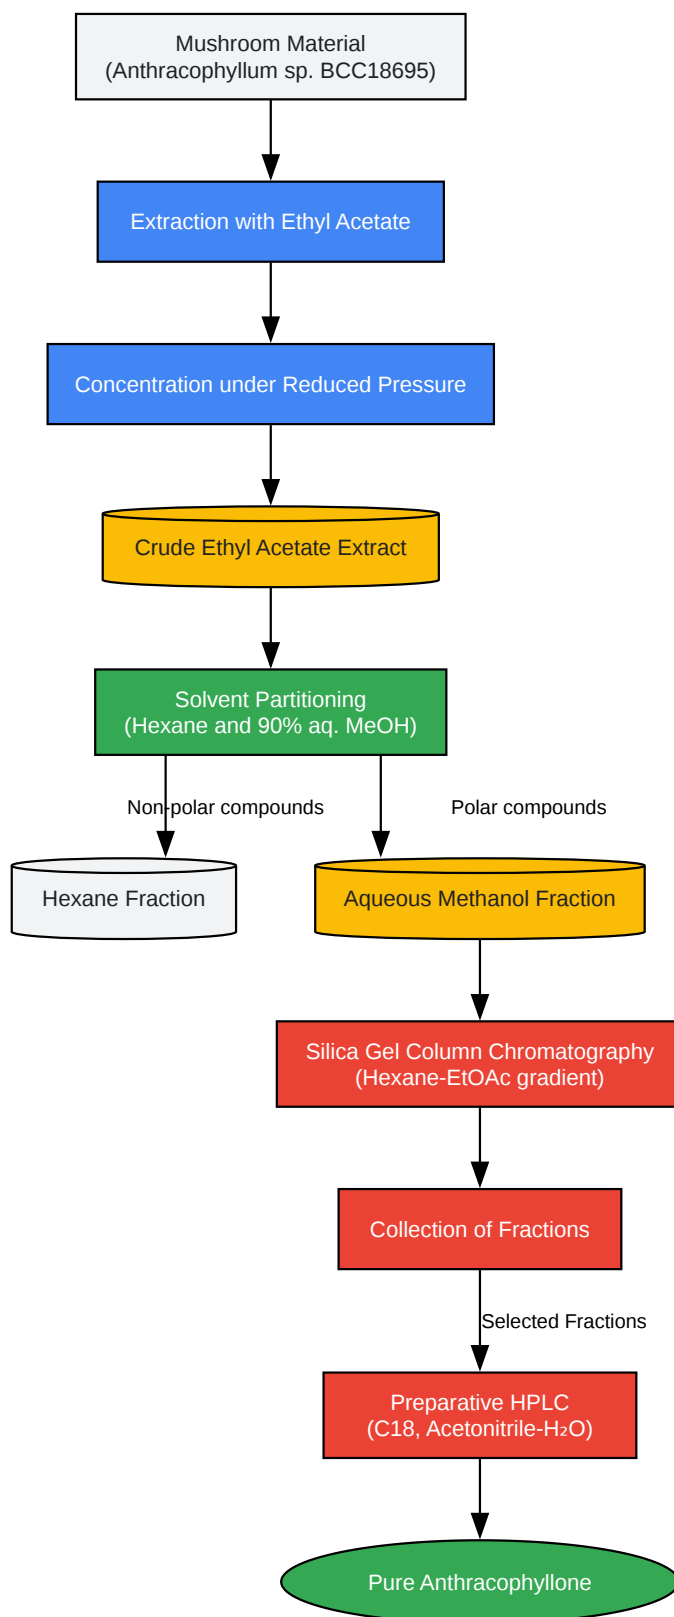 Mushroom Material
(Anthracophyllum sp. BCC18695)
Extraction with Ethyl Acetate
Concentration under Reduced Pressure
Crude Ethyl Acetate Extract
Solvent Partitioning
(Hexane and 90% aq. MeOH)
Non-polar compounds
Polar compounds
Hexane Fraction
Aqueous Methanol Fraction
Silica Gel Column Chromatography
(Hexane-EtOAc gradient)
Collection of Fractions
Selected Fractions
Preparative HPLC
(C18, Acetonitrile-H₂O)
Pure Anthracophyllone